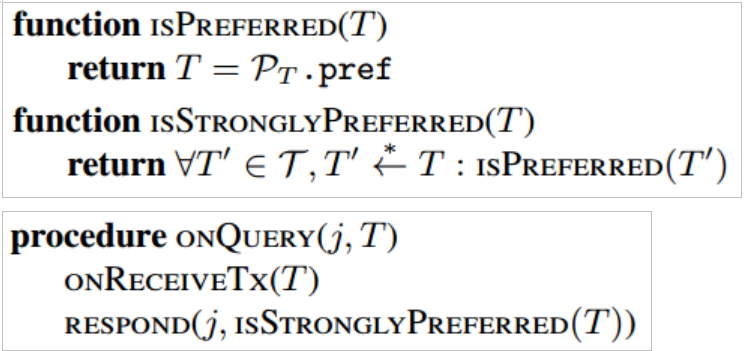 function ISPREFERRED(T)
return T = 𝒫_T.pref
function ISSTRONGLYPREFERRED(T)
return ∀T′ ∈ 𝒯, T′ ↞* T : ISPREFERRED(T′)
procedure ONQUERY(j, T)
ONRECEIVETX(T)
RESPOND(j, ISSTRONGLYPREFERRED(T))